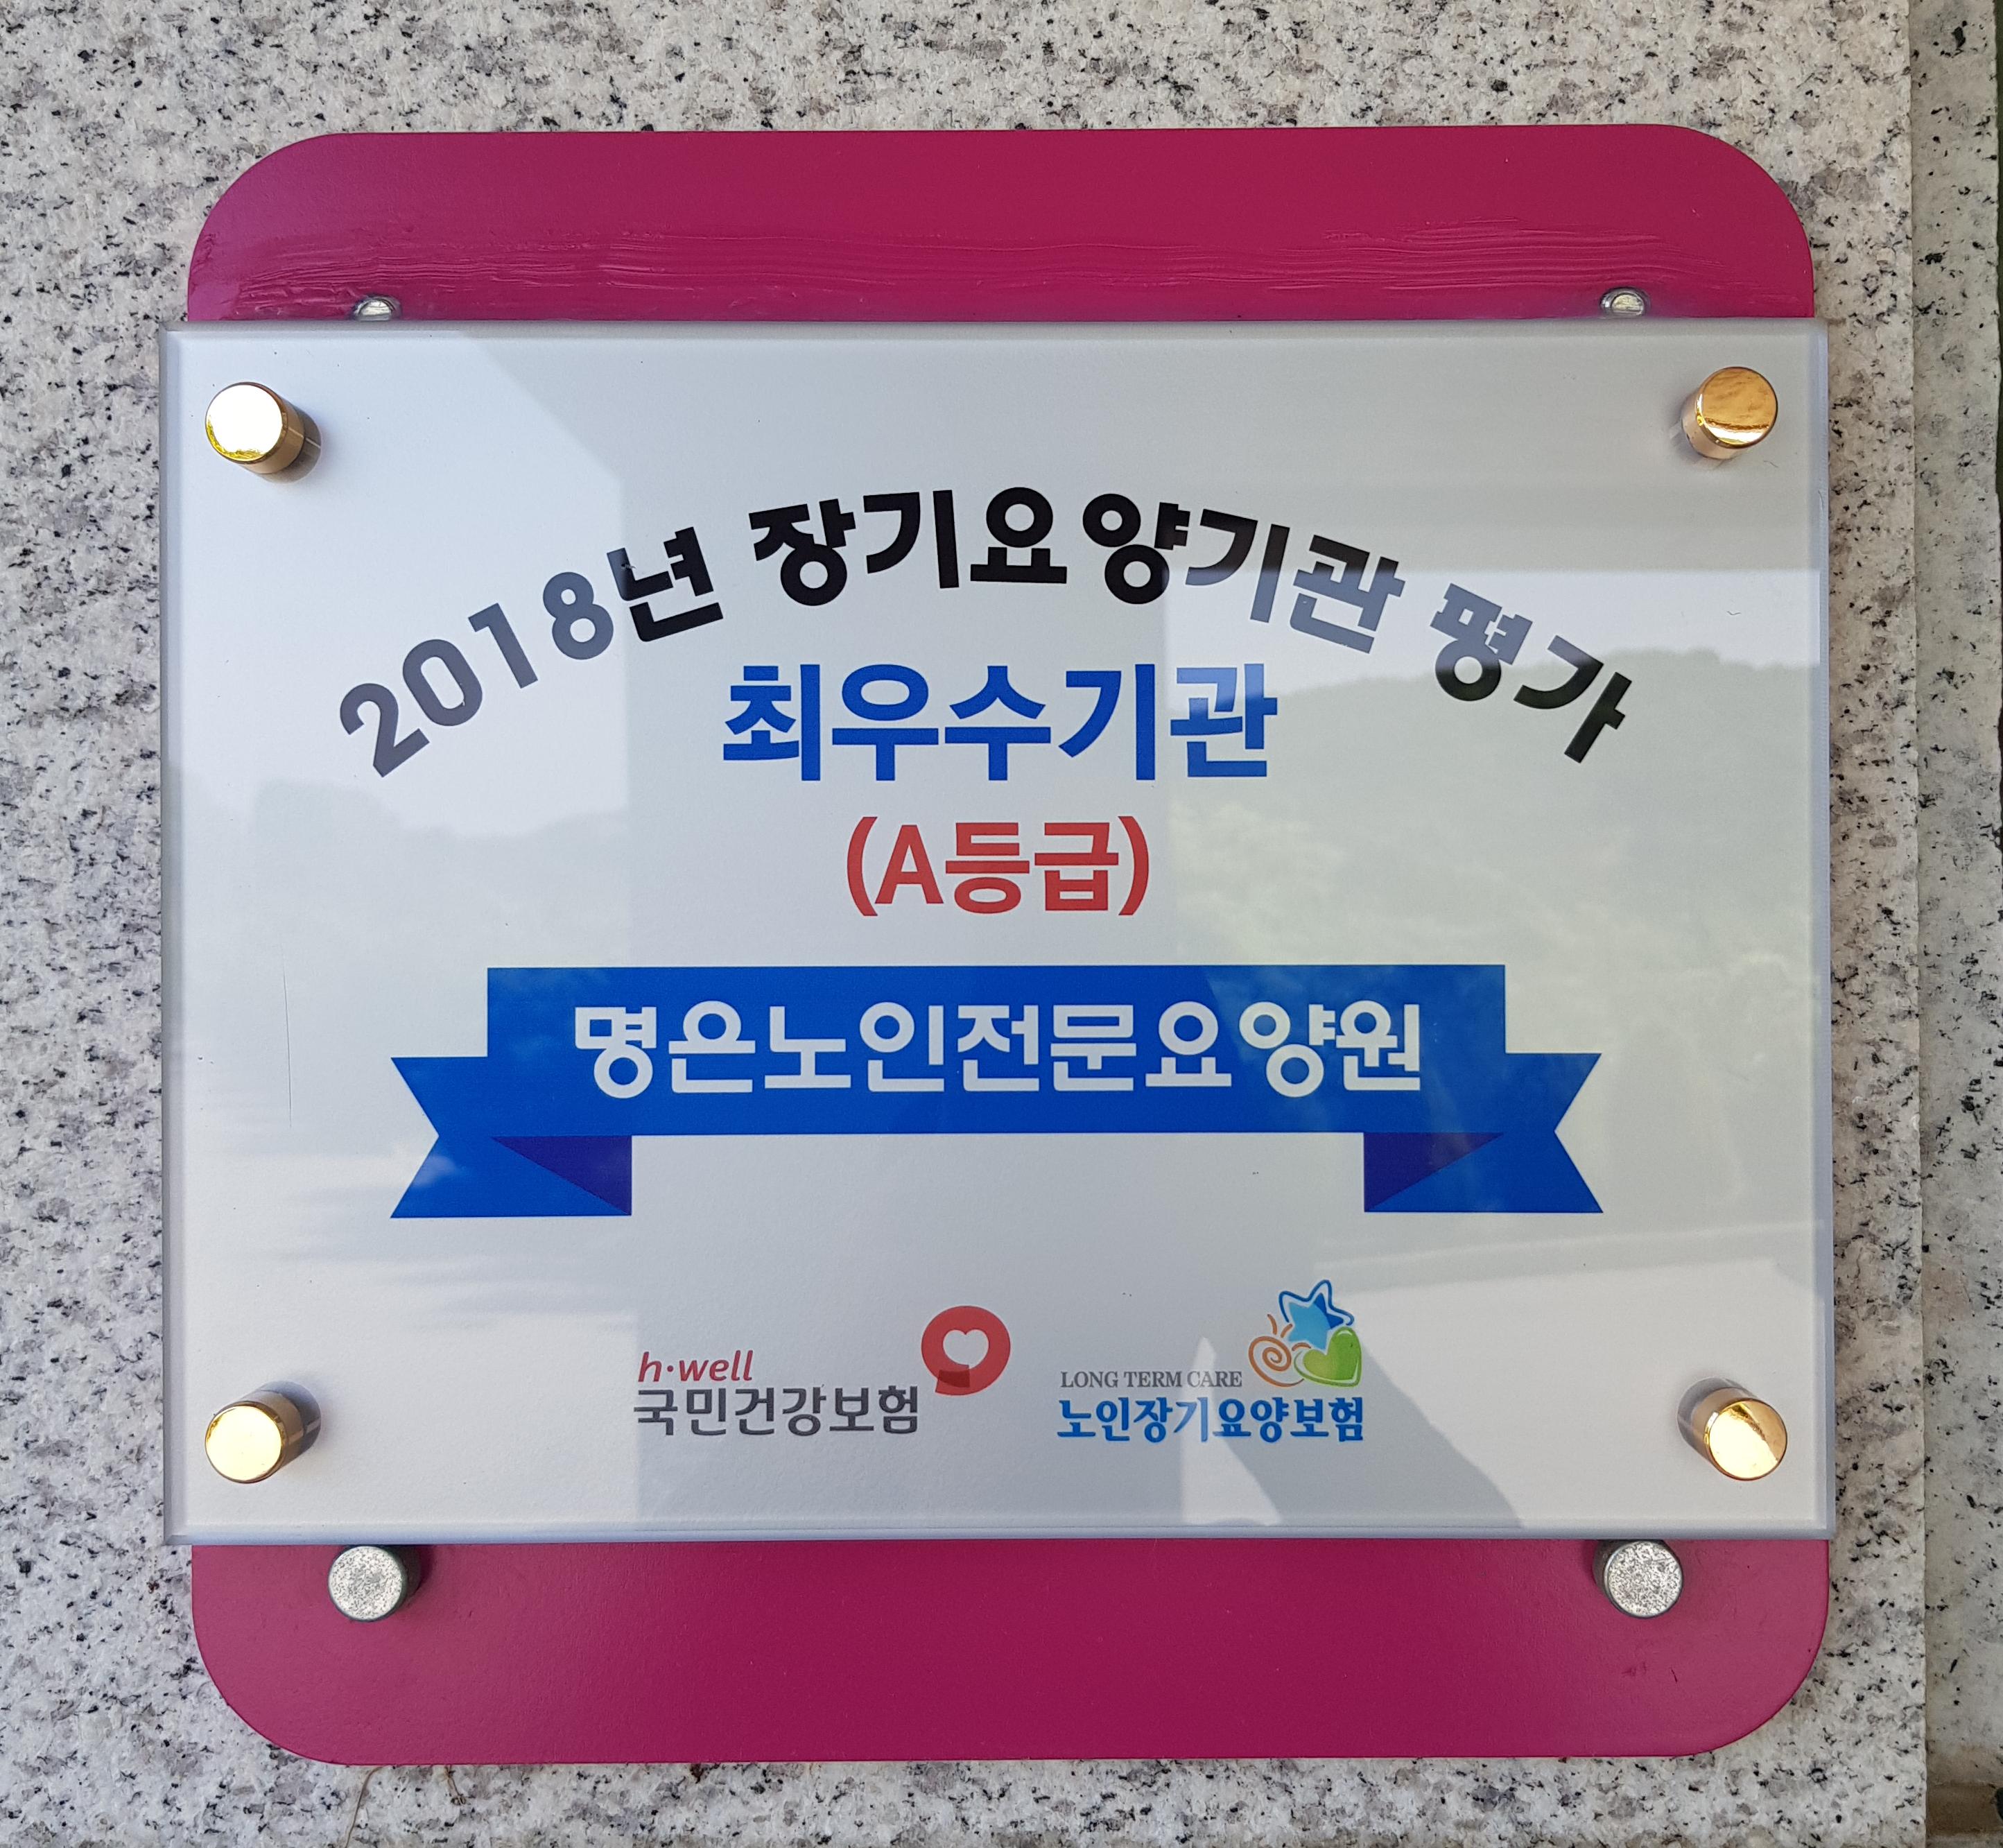 2018년 장기요양기관 평가
최우수기관
(A등급)
명은노인전문요양원
h·well
국민건강보험
LONG TERM CARE
노인장기요양보험